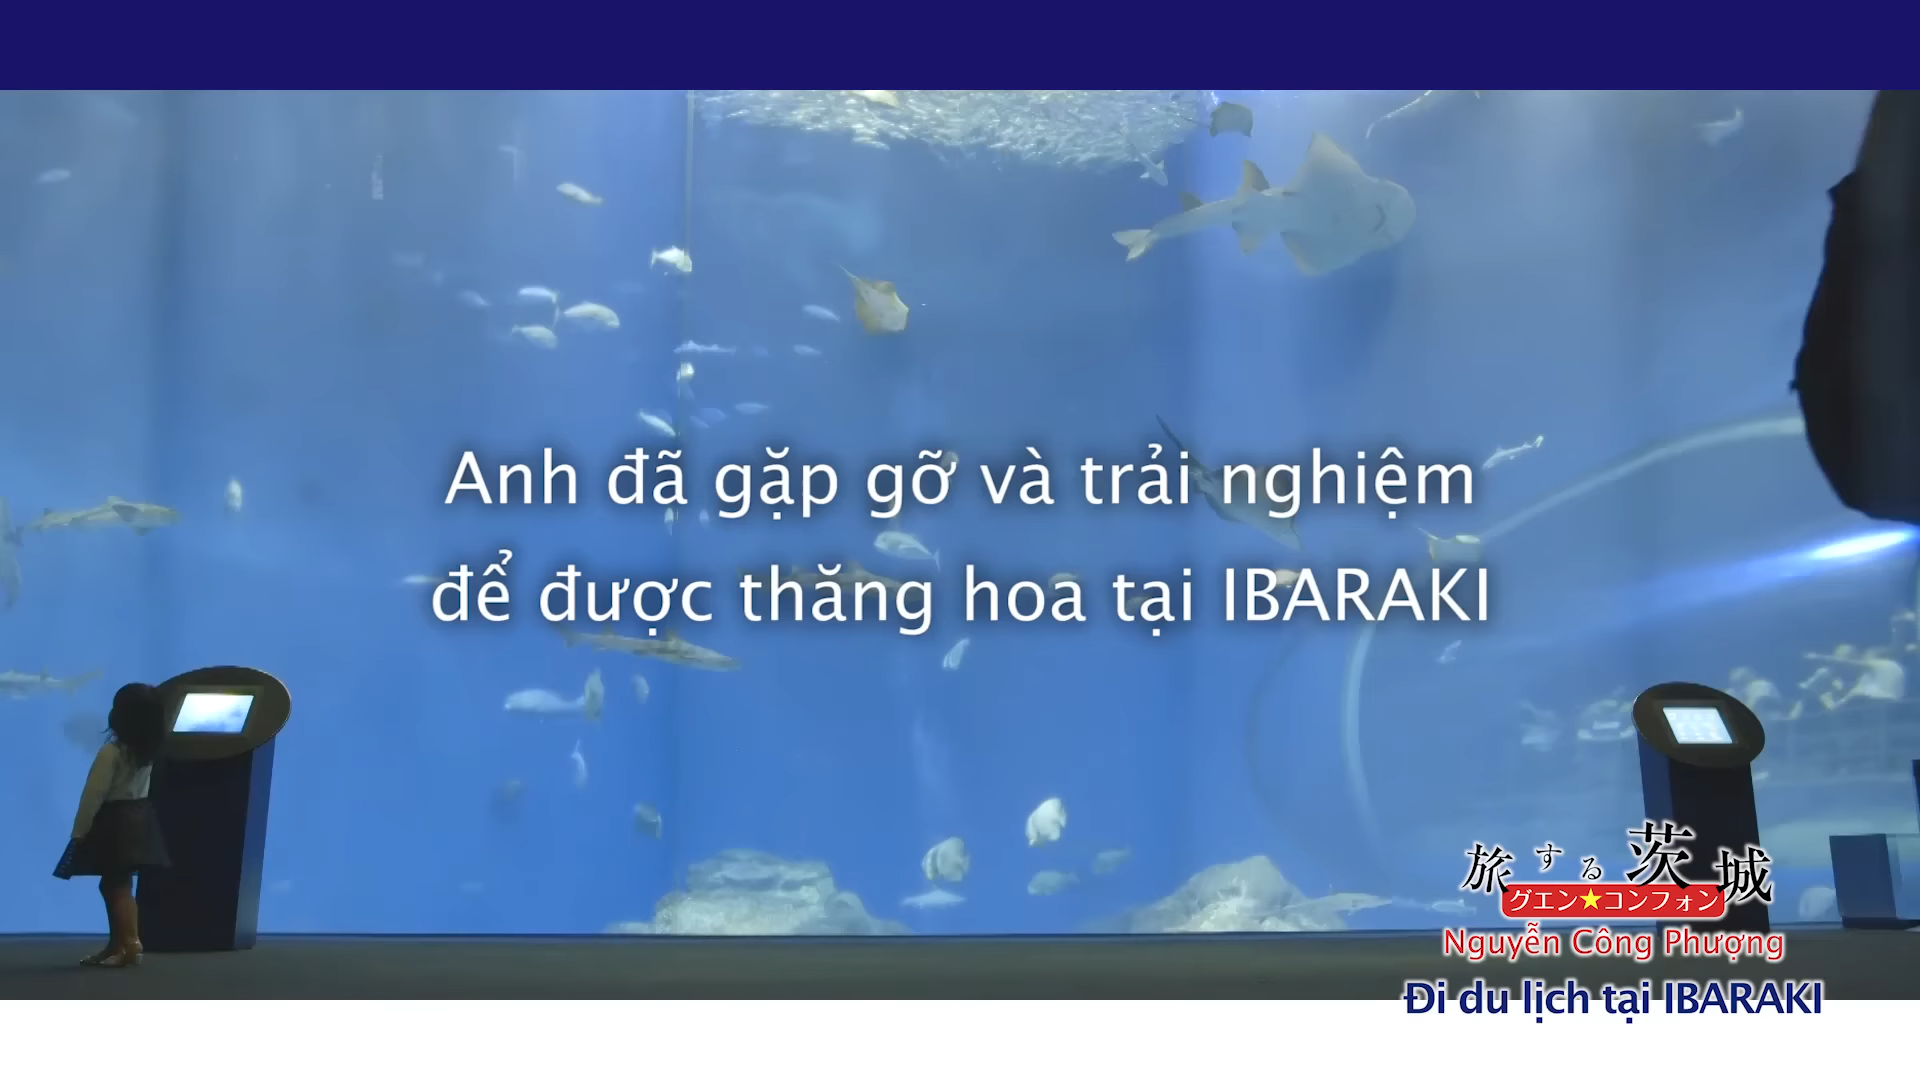 Anh đã gặp gỡ và trải nghiệm
để được thăng hoa tại IBARAKI
旅する茨城
グエン★コンフォン
Nguyễn Công Phượng
Đi du lịch tại IBARAKI